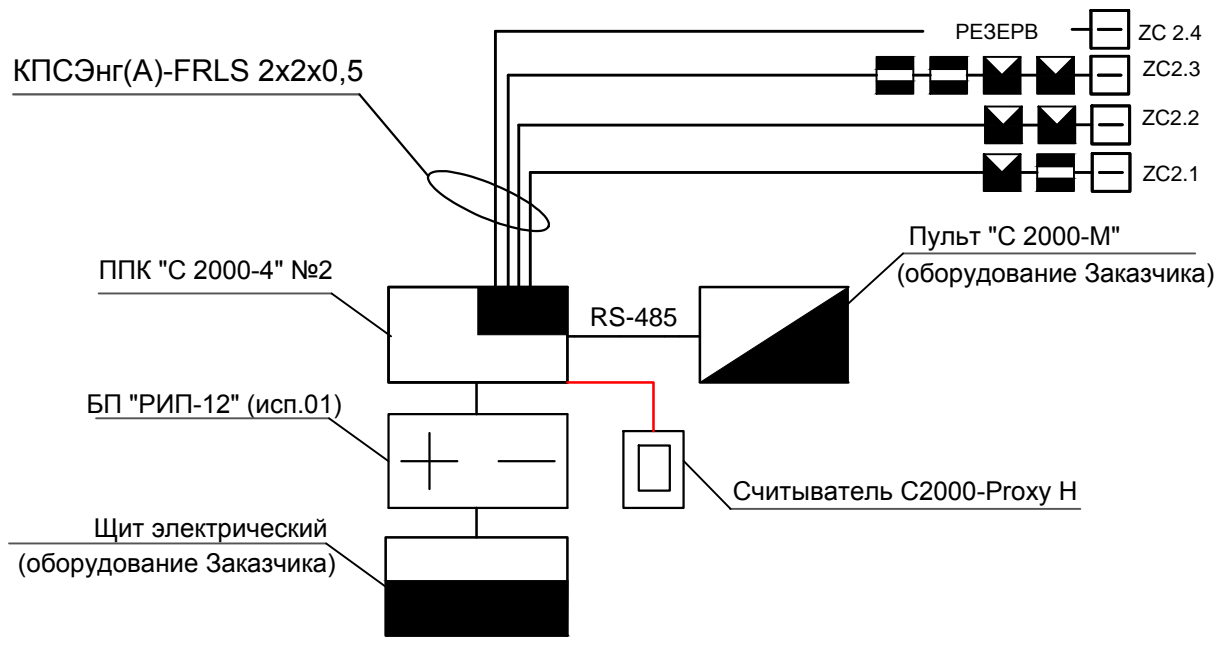 РЕЗЕРВ
ZC 2.4
КПСЭнг(А)-FRLS 2x2x0,5
ZC2.3
ZC2.2
ZC2.1
Пульт "С 2000-М"
(оборудование Заказчика)
ППК "С 2000-4" №2
RS-485
БП "РИП-12" (исп.01)
Считыватель С2000-Proxy H
Щит электрический
(оборудование Заказчика)